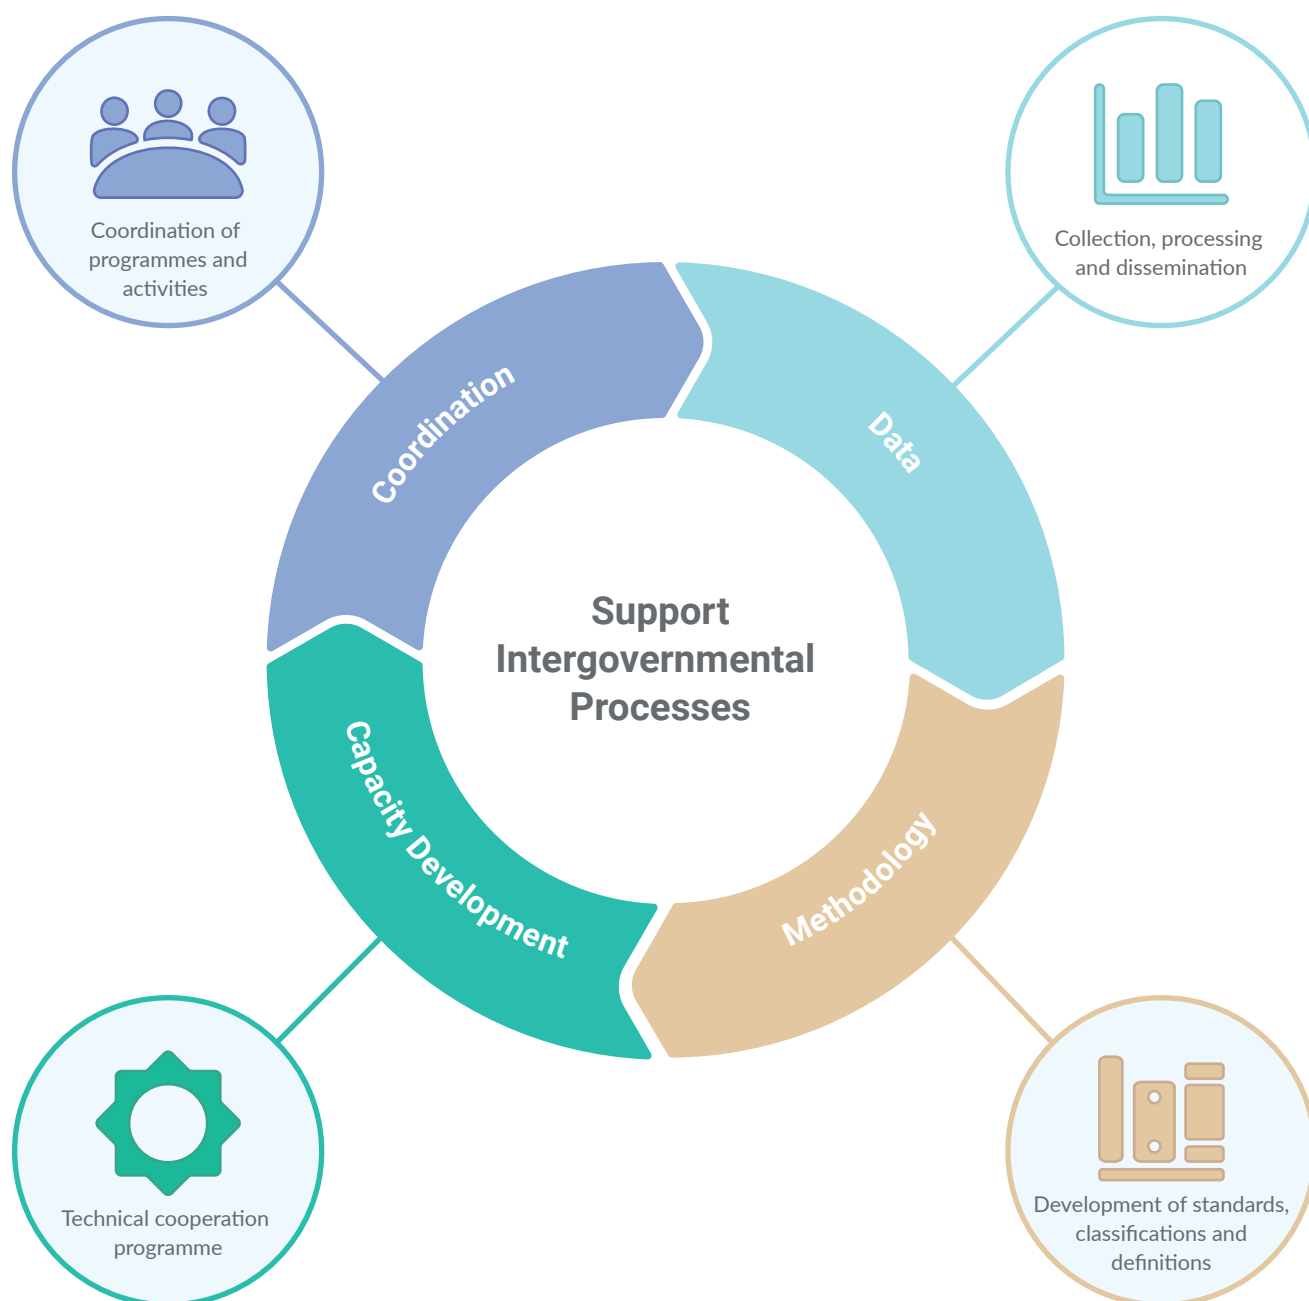 Coordination of
programmes and
activities
Collection, processing
and dissemination
Coordination
Data
Support
Intergovernmental
Processes
Capacity Development
Methodology
Technical cooperation
programme
Development of standards,
classifications and
definitions